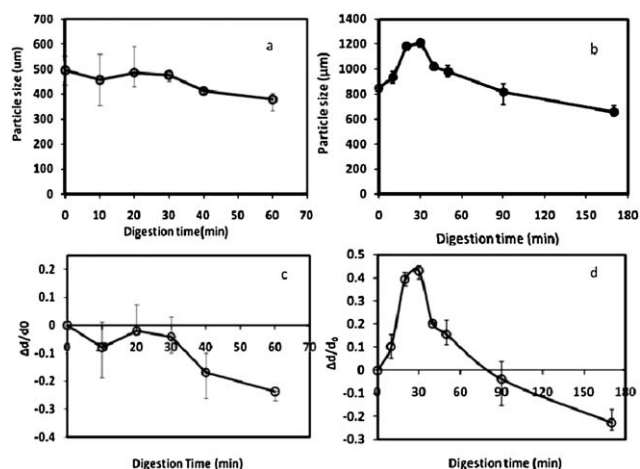 700
600
500
400
300
200
100
0
Particle size (µm)
a
0 10 20 30 40 50 60 70
Digestion time(min)
1400
1200
1000
800
600
400
200
0
Particle size (µm)
b
0 30 60 90 120 150 180
Digestion time (min)
0.2
0.1
0
-0.1
-0.2
-0.3
-0.4
Δd/d0
c
0 10 20 30 40 50 60 70
Digestion Time (min)
0.5
0.4
0.3
0.2
0.1
0
-0.1
-0.2
-0.3
Δd/d₀
d
0 30 60 90 120 150 180
Digestion time (min)